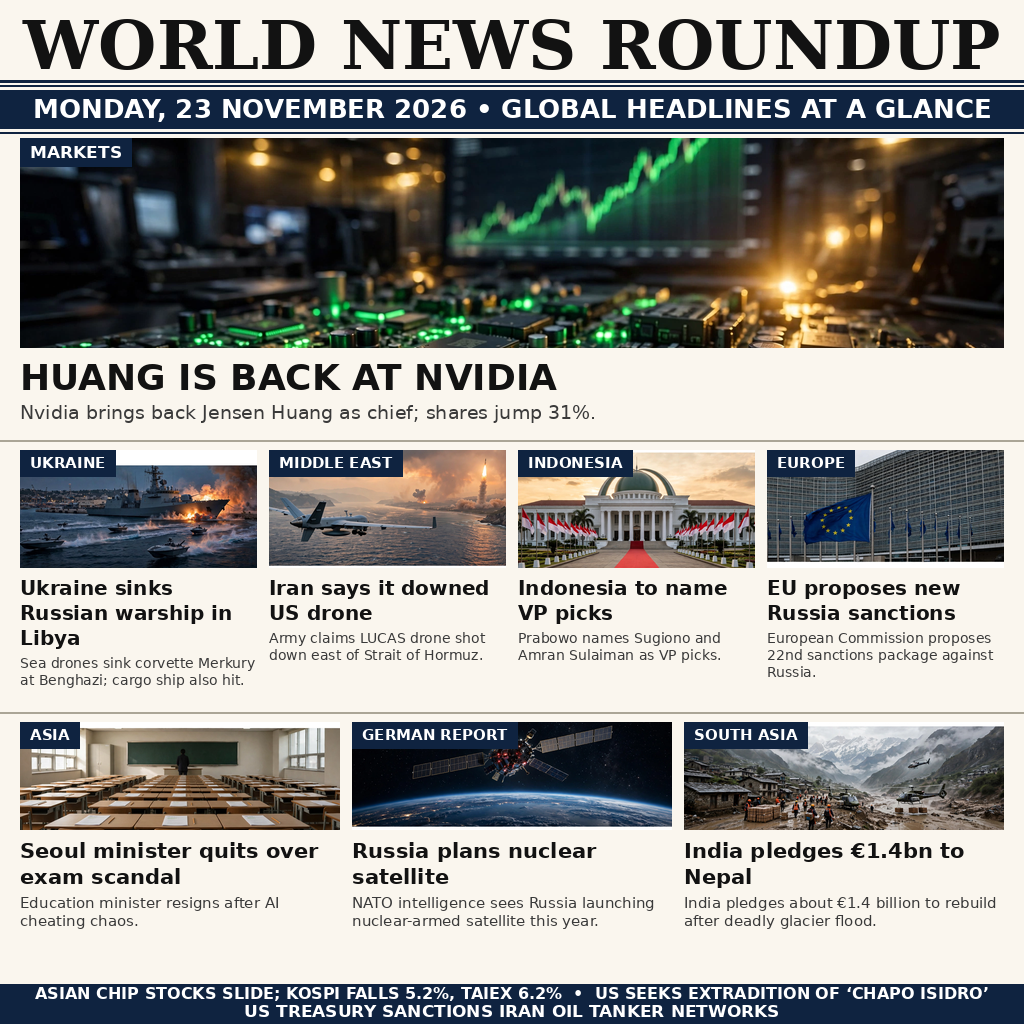 WORLD NEWS ROUNDUP
MONDAY, 23 NOVEMBER 2026 • GLOBAL HEADLINES AT A GLANCE
MARKETS
HUANG IS BACK AT NVIDIA
Nvidia brings back Jensen Huang as chief; shares jump 31%.
UKRAINE
Ukraine sinks
Russian warship in
Libya
Sea drones sink corvette Merkury
at Benghazi; cargo ship also hit.
MIDDLE EAST
Iran says it downed
US drone
Army claims LUCAS drone shot
down east of Strait of Hormuz.
INDONESIA
Indonesia to name
VP picks
Prabowo names Sugiono and
Amran Sulaiman as VP picks.
EUROPE
EU proposes new
Russia sanctions
European Commission proposes
22nd sanctions package against
Russia.
ASIA
Seoul minister quits over
exam scandal
Education minister resigns after AI
cheating chaos.
GERMAN REPORT
Russia plans nuclear
satellite
NATO intelligence sees Russia launching
nuclear-armed satellite this year.
SOUTH ASIA
India pledges €1.4bn to
Nepal
India pledges about €1.4 billion to rebuild
after deadly glacier flood.
ASIAN CHIP STOCKS SLIDE; KOSPI FALLS 5.2%, TAIEX 6.2% • US SEEKS EXTRADITION OF ‘CHAPO ISIDRO’
US TREASURY SANCTIONS IRAN OIL TANKER NETWORKS